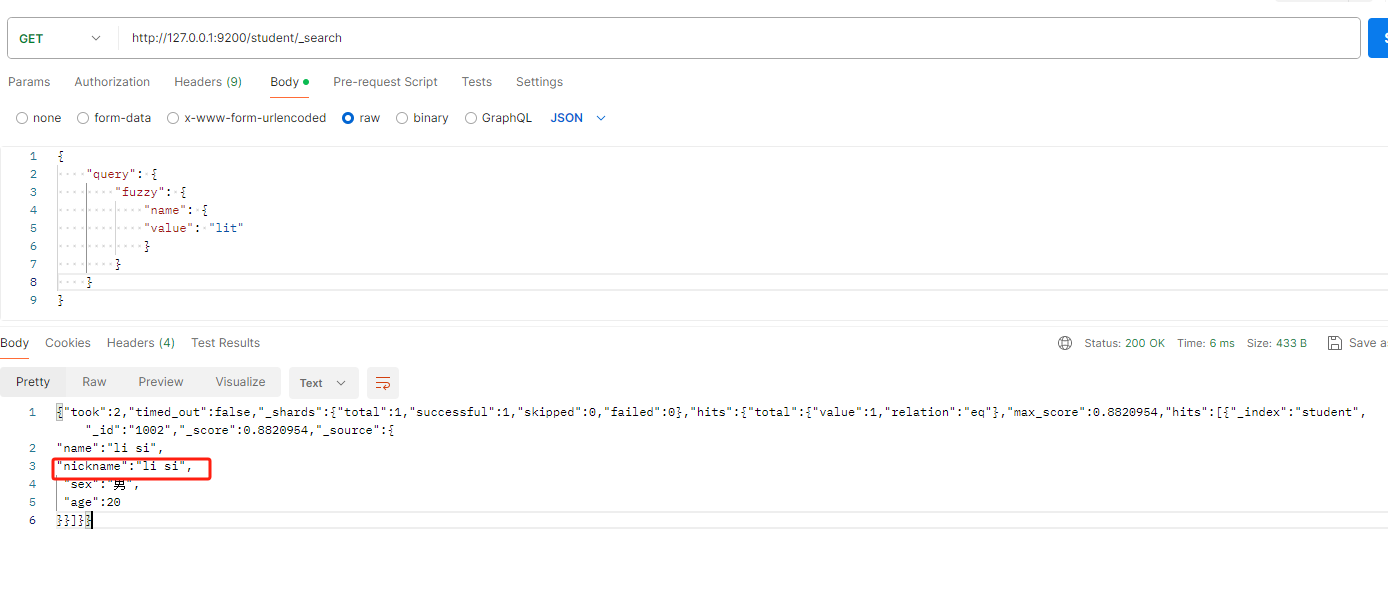 GET http://127.0.0.1:9200/student/_search
Params Authorization Headers (9) Body Pre-request Script Tests Settings
none form-data x-www-form-urlencoded raw binary GraphQL JSON
1 {
2 "query": {
3 "fuzzy": {
4 "name": {
5 "value": "lit"
6 }
7 }
8 }
9 }
Body Cookies Headers (4) Test Results Status: 200 OK Time: 6 ms Size: 433 B Save as
Pretty Raw Preview Visualize Text
1 {"took":2,"timed_out":false,"_shards":{"total":1,"successful":1,"skipped":0,"failed":0},"hits":{"total":{"value":1,"relation":"eq"},"max_score":0.8820954,"hits":[{"_index":"student",
"_id":"1002","_score":0.8820954,"_source":{
2 "name":"li si",
3 "nickname":"li si",
4 "sex":"男",
5 "age":20
6 }}]}}